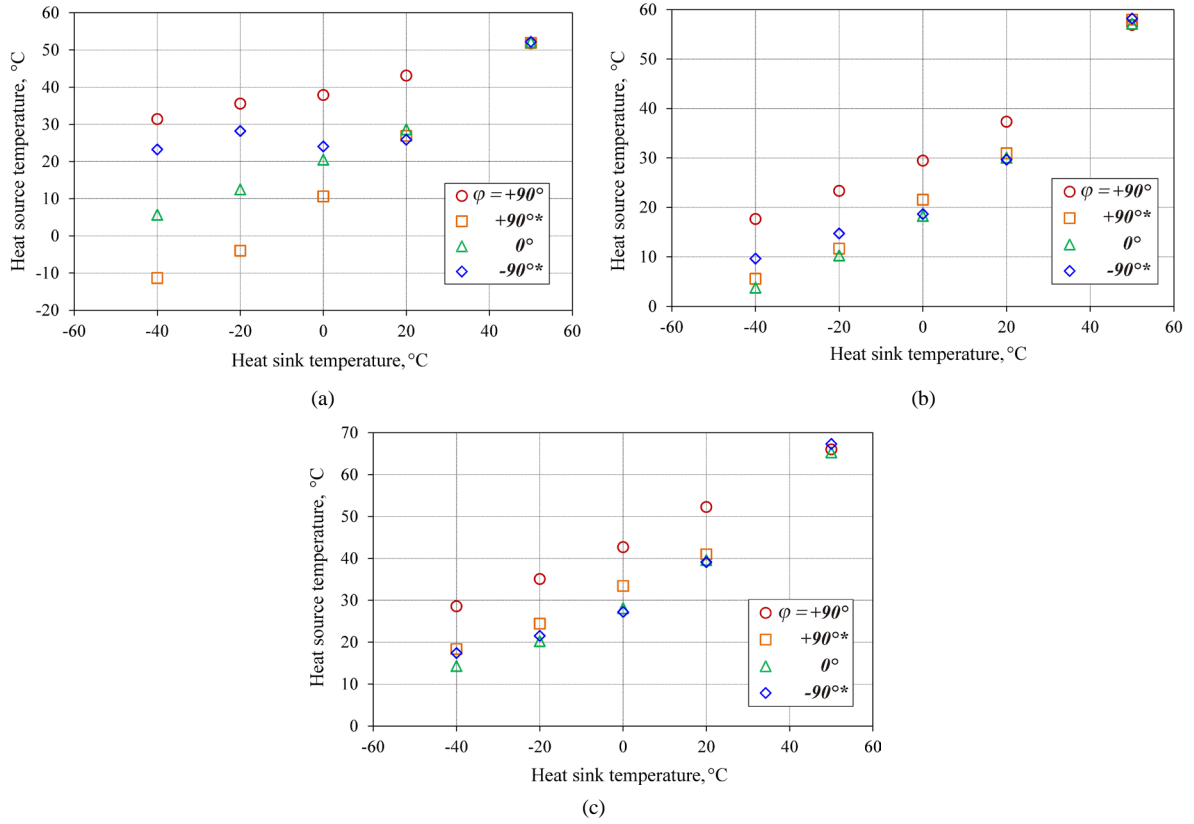 60
50
40
30
20
10
0
-10
-20
Heat source temperature, °C
φ = +90°
+90°*
0°
-90°*
-60 -40 -20 0 20 40 60
Heat sink temperature, °C
(a)
60
50
40
30
20
10
0
Heat source temperature, °C
φ = +90°
+90°*
0°
-90°*
-60 -40 -20 0 20 40 60
Heat sink temperature, °C
(b)
70
60
50
40
30
20
10
0
Heat source temperature, °C
φ = +90°
+90°*
0°
-90°*
-60 -40 -20 0 20 40 60
Heat sink temperature, °C
(c)